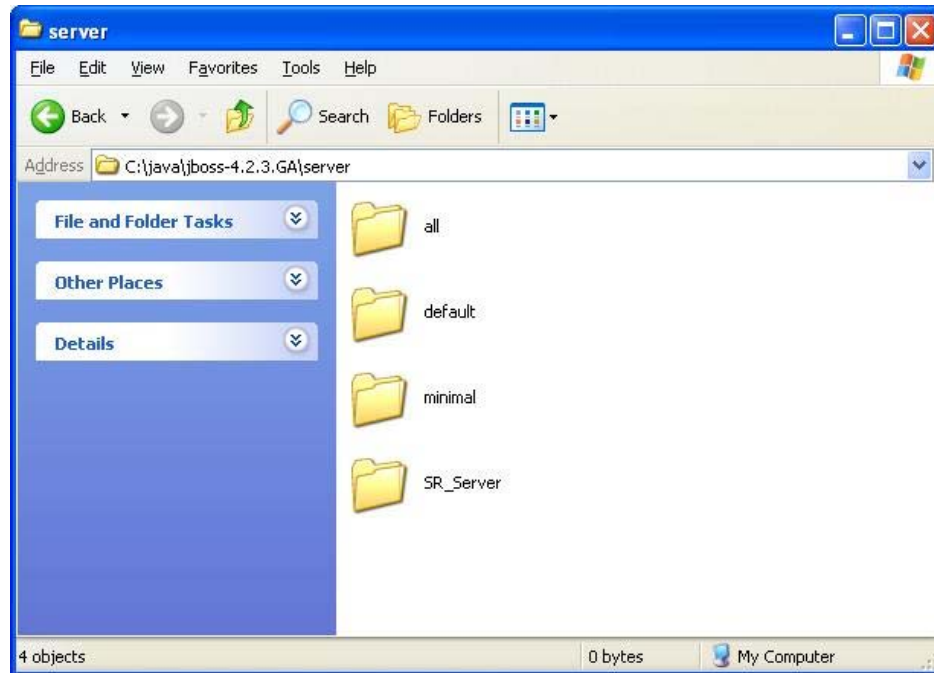 server
File Edit View Favorites Tools Help
Back Search Folders
Address C:\java\jboss-4.2.3.GA\server
File and Folder Tasks
Other Places
Details
all
default
minimal
SR_Server
4 objects 0 bytes My Computer